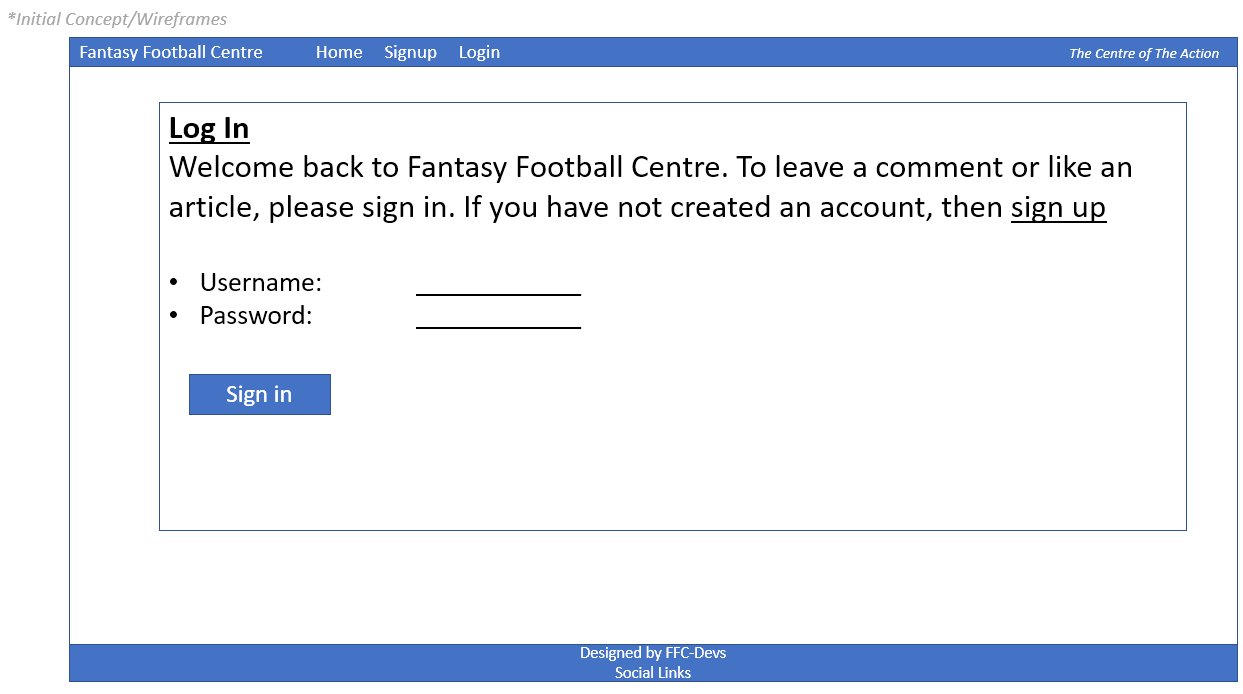 *Initial Concept/Wireframes
Fantasy Football Centre Home Signup Login The Centre of The Action
Log In
Welcome back to Fantasy Football Centre. To leave a comment or like an
article, please sign in. If you have not created an account, then sign up
• Username:
• Password:
Sign in
Designed by FFC-Devs
Social Links